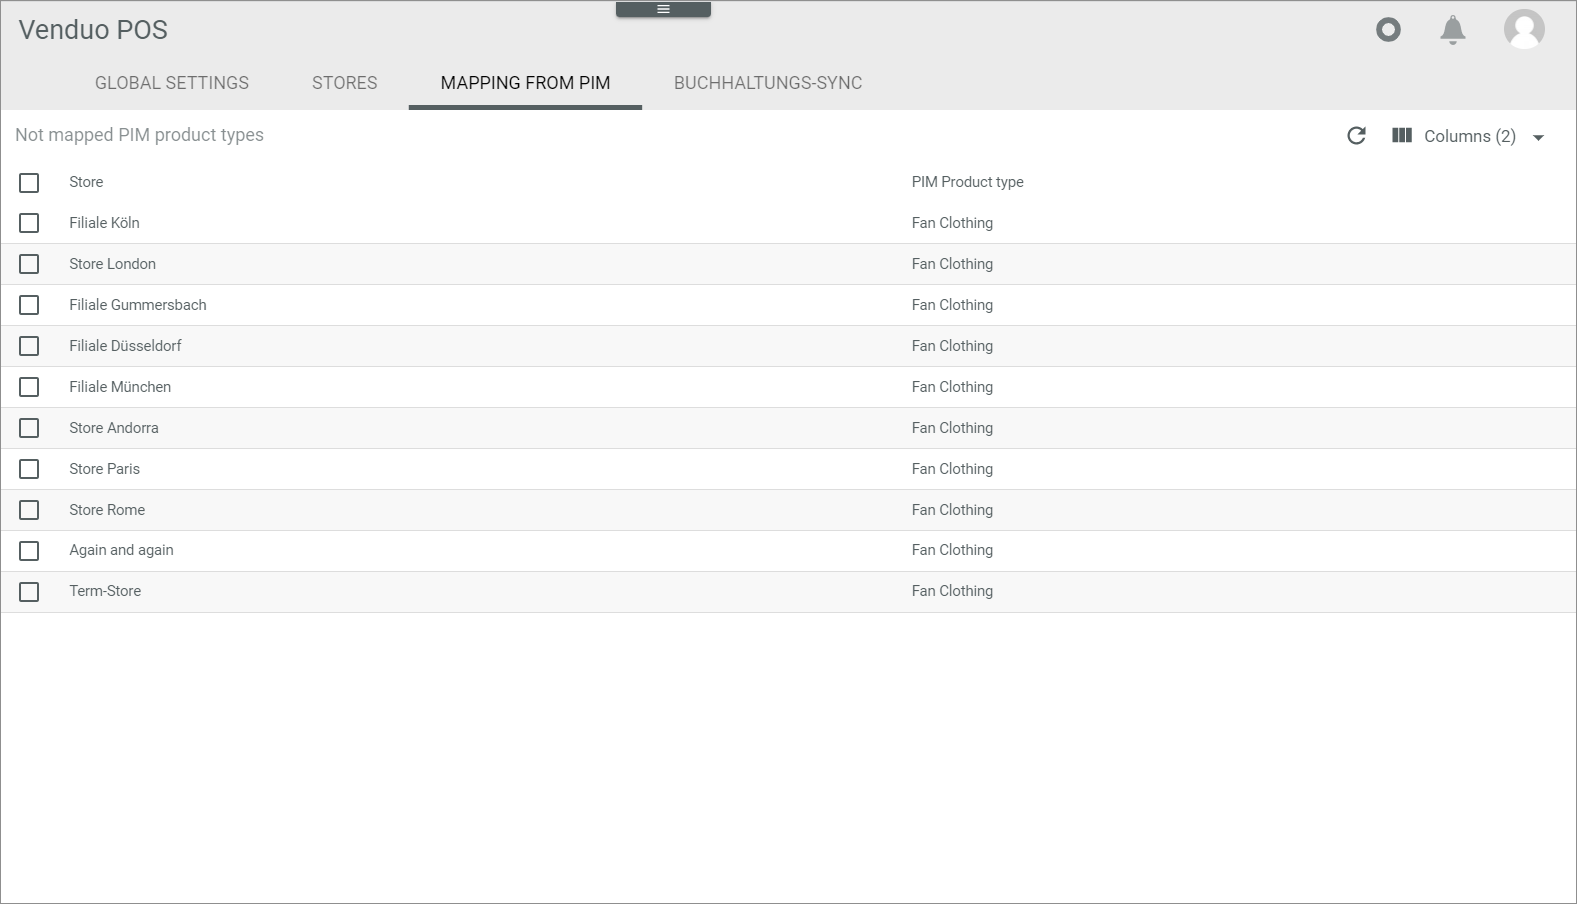 Venduo POS
GLOBAL SETTINGS STORES MAPPING FROM PIM BUCHHALTUNGS-SYNC
Not mapped PIM product types Columns (2)
Store PIM Product type
Filiale Köln Fan Clothing
Store London Fan Clothing
Filiale Gummersbach Fan Clothing
Filiale Düsseldorf Fan Clothing
Filiale München Fan Clothing
Store Andorra Fan Clothing
Store Paris Fan Clothing
Store Rome Fan Clothing
Again and again Fan Clothing
Term-Store Fan Clothing